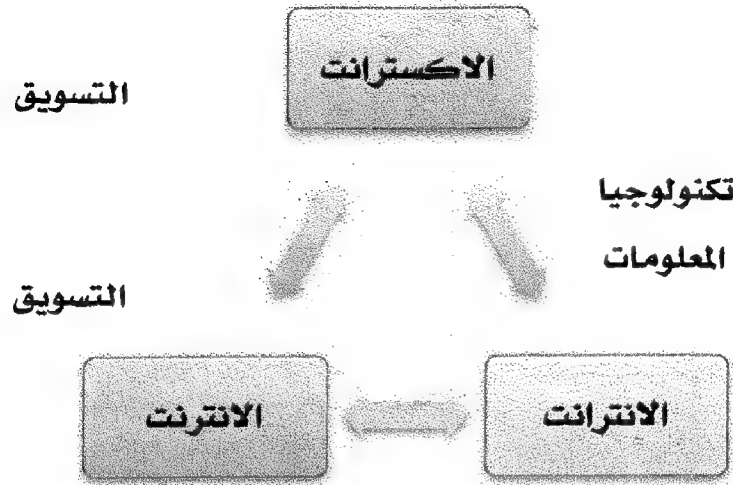 الاكسترانت
التسويق
تكنولوجيا
المعلومات
التسويق
الانترانت
الانترنت